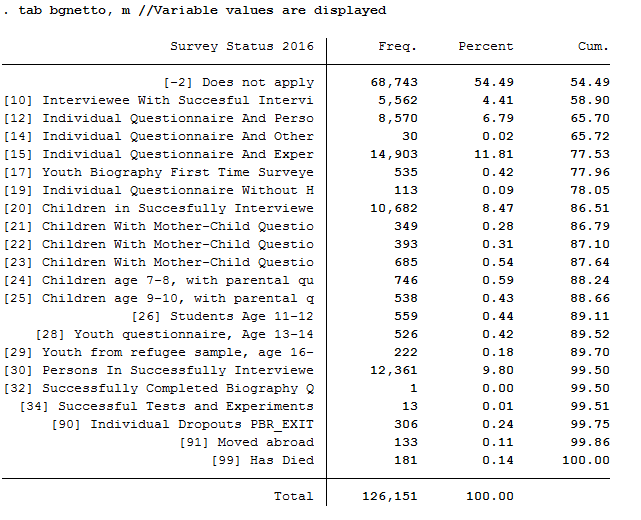 . tab bgnetto, m //Variable values are displayed
Survey Status 2016 Freq. Percent Cum.
[-2] Does not apply 68,743 54.49 54.49
[10] Interviewee With Succesful Intervi 5,562 4.41 58.90
[12] Individual Questionnaire And Perso 8,570 6.79 65.70
[14] Individual Questionnaire And Other 30 0.02 65.72
[15] Individual Questionnaire And Exper 14,903 11.81 77.53
[17] Youth Biography First Time Surveye 535 0.42 77.96
[19] Individual Questionnaire Without H 113 0.09 78.05
[20] Children in Succesfully Interviewe 10,682 8.47 86.51
[21] Children With Mother-Child Questio 349 0.28 86.79
[22] Children With Mother-Child Questio 393 0.31 87.10
[23] Children With Mother-Child Questio 685 0.54 87.64
[24] Children age 7-8, with parental qu 746 0.59 88.24
[25] Children age 9-10, with parental q 538 0.43 88.66
[26] Students Age 11-12 559 0.44 89.11
[28] Youth questionnaire, Age 13-14 526 0.42 89.52
[29] Youth from refugee sample, age 16- 222 0.18 89.70
[30] Persons In Successfully Interviewe 12,361 9.80 99.50
[32] Successfully Completed Biography Q 1 0.00 99.50
[34] Successful Tests and Experiments 13 0.01 99.51
[90] Individual Dropouts PBR_EXIT 306 0.24 99.75
[91] Moved abroad 133 0.11 99.86
[99] Has Died 181 0.14 100.00
Total 126,151 100.00